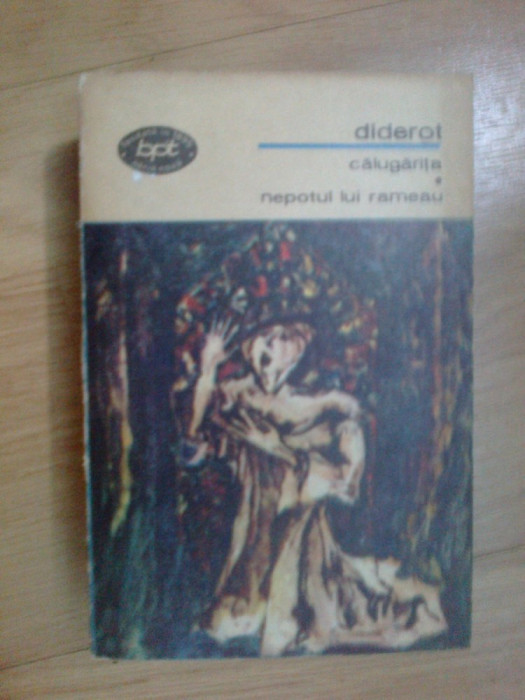 bpt
diderot
călugărița
•
nepotul lui rameau